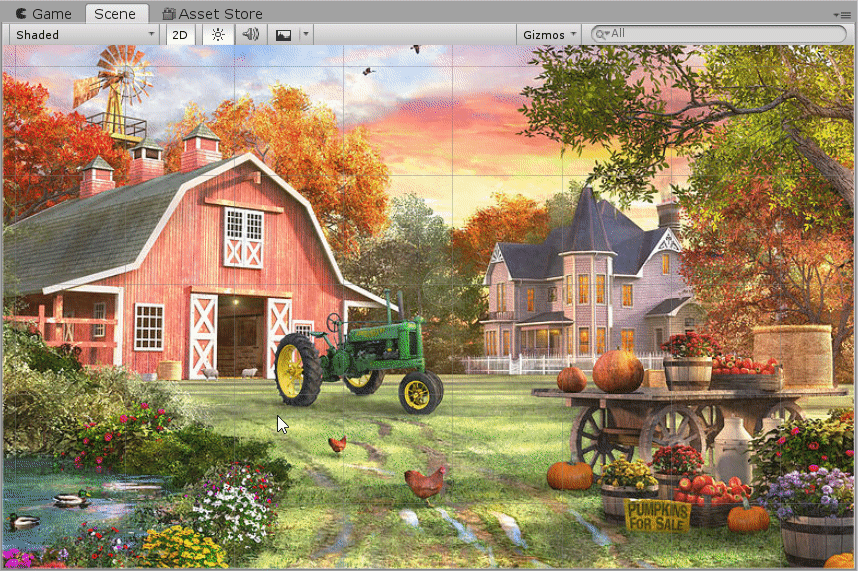 Game
Scene
Asset Store
Shaded
2D
Gizmos
All
PUMPKINS
FOR SALE